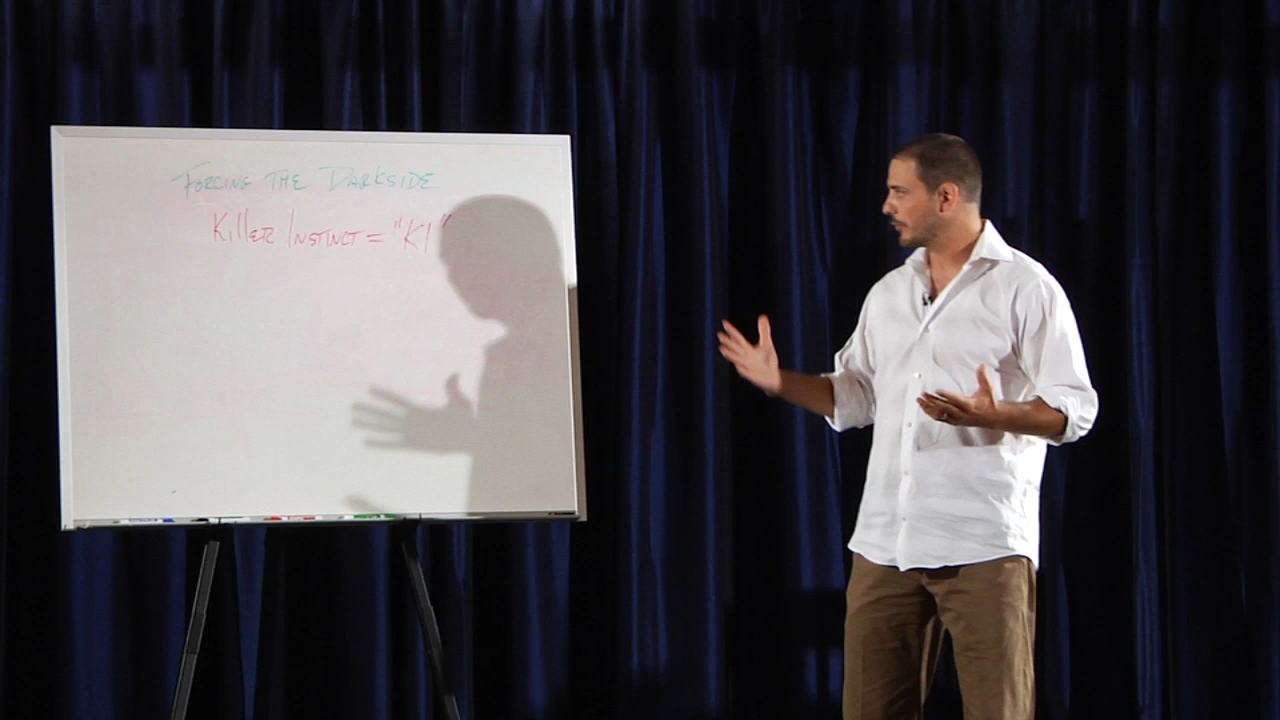 FORCING THE DARKSIDE
KILLER INSTINCT = "KI"